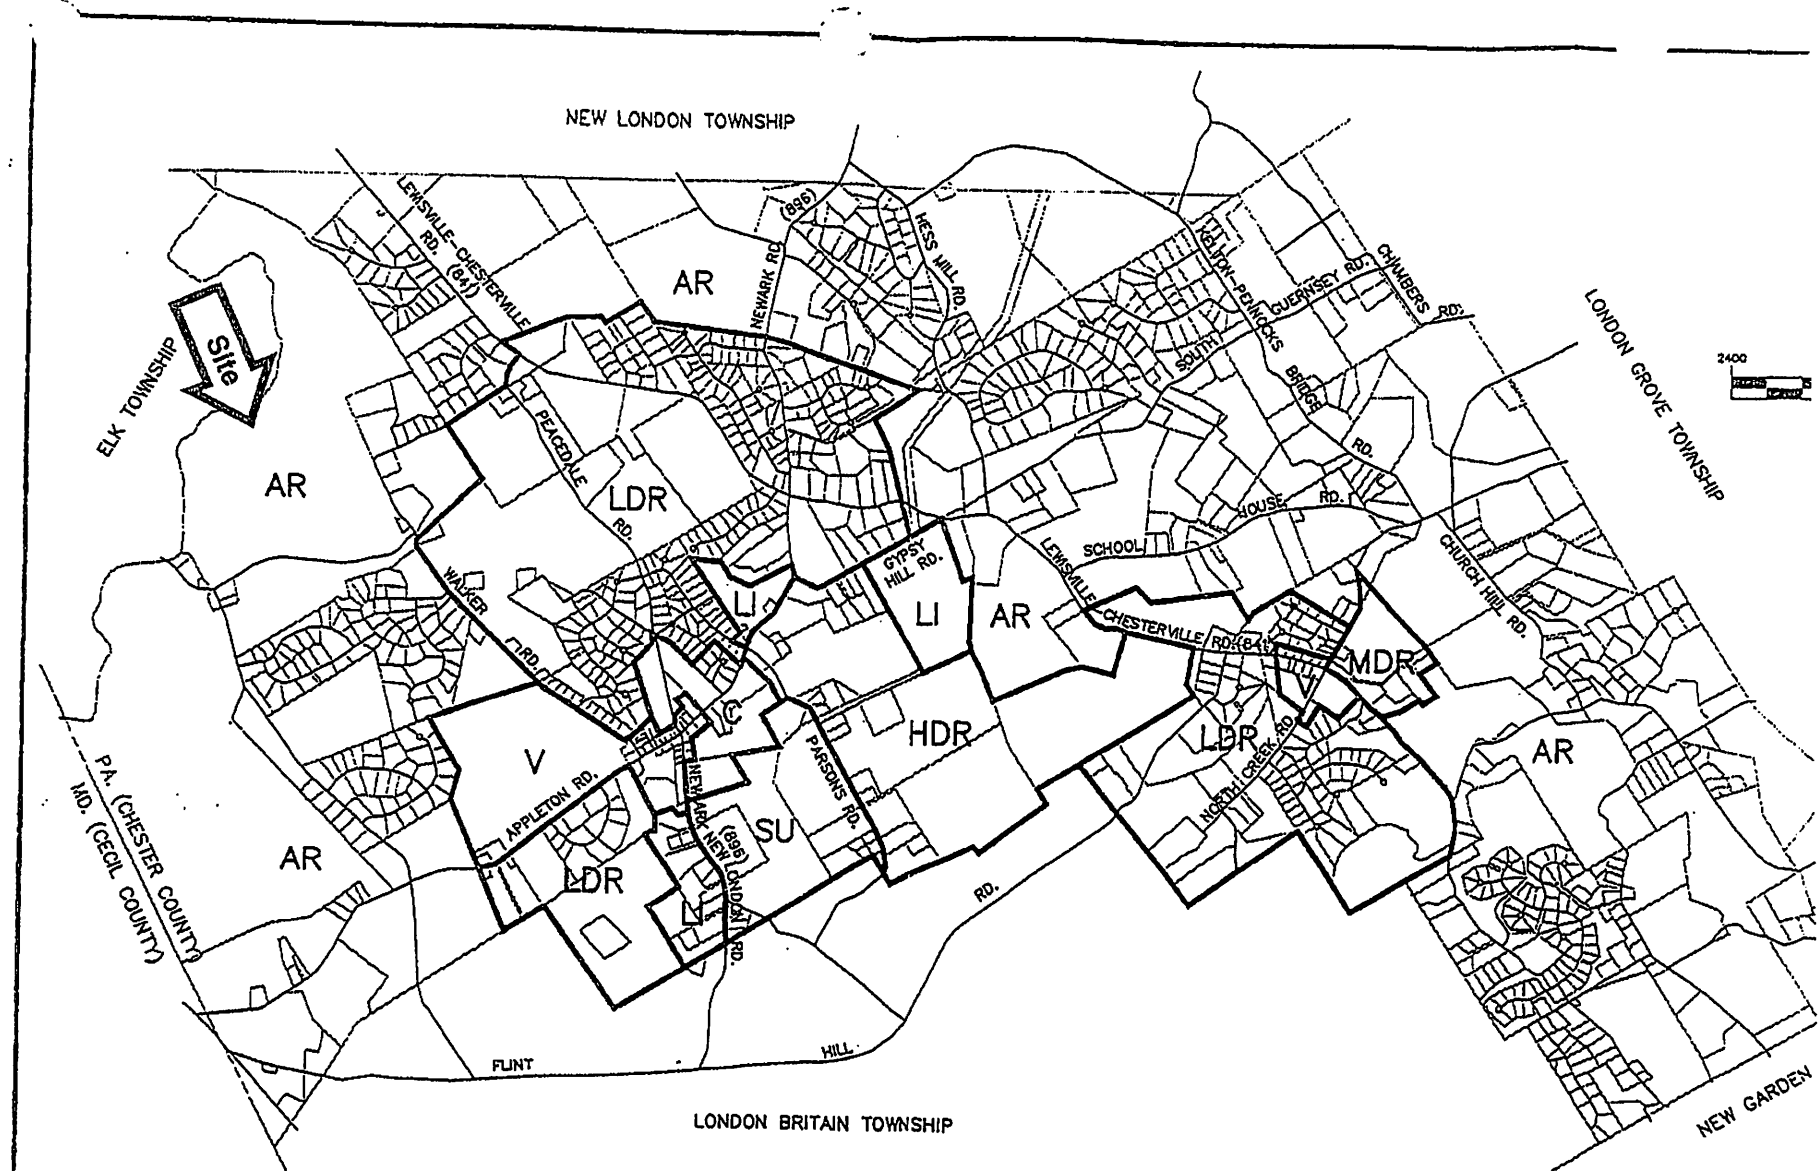 NEW LONDON TOWNSHIP
LEWISVILLE-CHESTERVILLE
RD. (841)
(896)
NEWARK RD.
HESS MILL RD.
AR
KELTON-PENNOCKS
BRIDGE
RD.
SOUTH
GUERNSEY RD.
CHAMBERS
RD.
LONDON GROVE TOWNSHIP
2400
ELK TOWNSHIP
Site
AR
PEACEDALE
RD.
LDR
GYPSY
HILL RD.
LI
LI
AR
SCHOOL
HOUSE
RD.
LEWISVILLE
CHESTERVILLE RD. (841)
CHURCH HILL RD.
WALKER
RD.
MDR
V
V
C
HDR
LDR
AR
PARSONS RD.
NORTH CREEK RD.
APPLETON RD.
NEWARK NEW LONDON RD.
(896)
SU
AR
LDR
LI
PA. (CHESTER COUNTY)
MD. (CECIL COUNTY)
FLINT
HILL
RD.
LONDON BRITAIN TOWNSHIP
NEW GARDEN